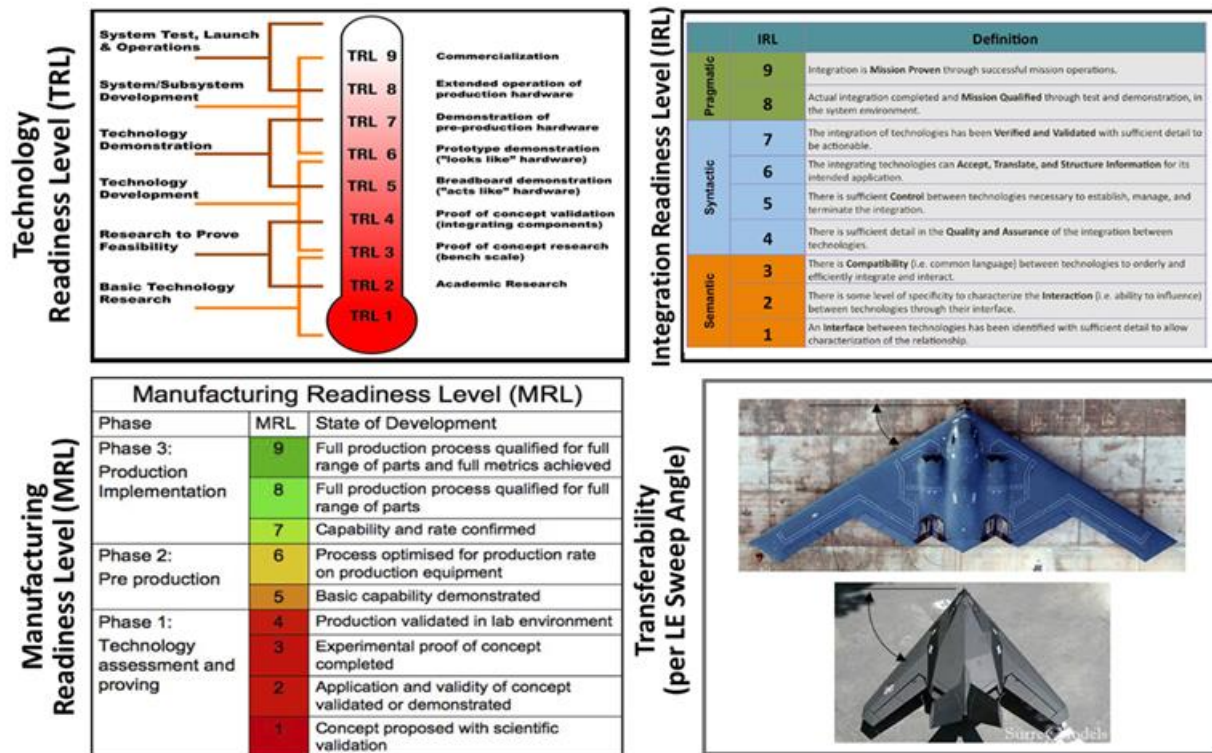 Technology
Readiness Level (TRL)
System Test, Launch
& Operations
System/Subsystem
Development
Technology
Demonstration
Technology
Development
Research to Prove
Feasibility
Basic Technology
Research
TRL 9
TRL 8
TRL 7
TRL 6
TRL 5
TRL 4
TRL 3
TRL 2
TRL 1
Commercialization
Extended operation of
production hardware
Demonstration of
pre-production hardware
Prototype demonstration
("looks like" hardware)
Breadboard demonstration
("acts like" hardware)
Proof of concept validation
(integrating components)
Proof of concept research
(bench scale)
Academic Research
Integration Readiness Level (IRL)
IRL Definition
Pragmatic
9 Integration is Mission Proven through successful mission operations.
8 Actual integration completed and Mission Qualified through test and demonstration, in
the system environment.
Syntactic
7 The integration of technologies has been Verified and Validated with sufficient detail to
be actionable.
6 The integrating technologies can Accept, Translate, and Structure Information for its
intended application.
5 There is sufficient Control between technologies necessary to establish, manage, and
terminate the integration.
4 There is sufficient detail in the Quality and Assurance of the integration between
technologies.
Semantic
3 There is Compatibility (i.e. common language) between technologies to orderly and
efficiently integrate and interact.
2 There is some level of specificity to characterize the Interaction (i.e. ability to influence)
between technologies through their interface.
1 An Interface between technologies has been identified with sufficient detail to allow
characterization of the relationship.
Manufacturing
Readiness Level (MRL)
Manufacturing Readiness Level (MRL)
Phase MRL State of Development
Phase 3:
Production
Implementation
9 Full production process qualified for full
range of parts and full metrics achieved
8 Full production process qualified for full
range of parts
7 Capability and rate confirmed
Phase 2:
Pre production
6 Process optimised for production rate
on production equipment
5 Basic capability demonstrated
Phase 1:
Technology
assessment and
proving
4 Production validated in lab environment
3 Experimental proof of concept
completed
2 Application and validity of concept
validated or demonstrated
1 Concept proposed with scientific
validation
Transferability
(per LE Sweep Angle)